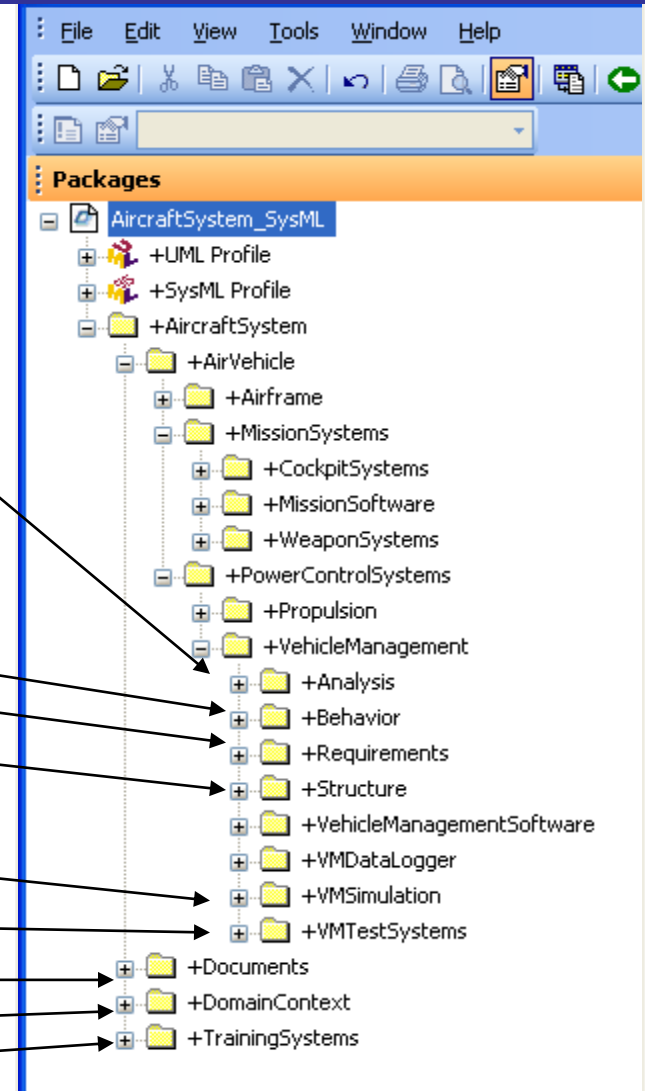 File Edit View Tools Window Help
Packages
AircraftSystem_SysML
+UML Profile
+SysML Profile
+AircraftSystem
+AirVehicle
+Airframe
+MissionSystems
+CockpitSystems
+MissionSoftware
+WeaponSystems
+PowerControlSystems
+Propulsion
+VehicleManagement
+Analysis
+Behavior
+Requirements
+Structure
+VehicleManagementSoftware
+VMDataLogger
+VMSimulation
+VMTestSystems
+Documents
+DomainContext
+TrainingSystems